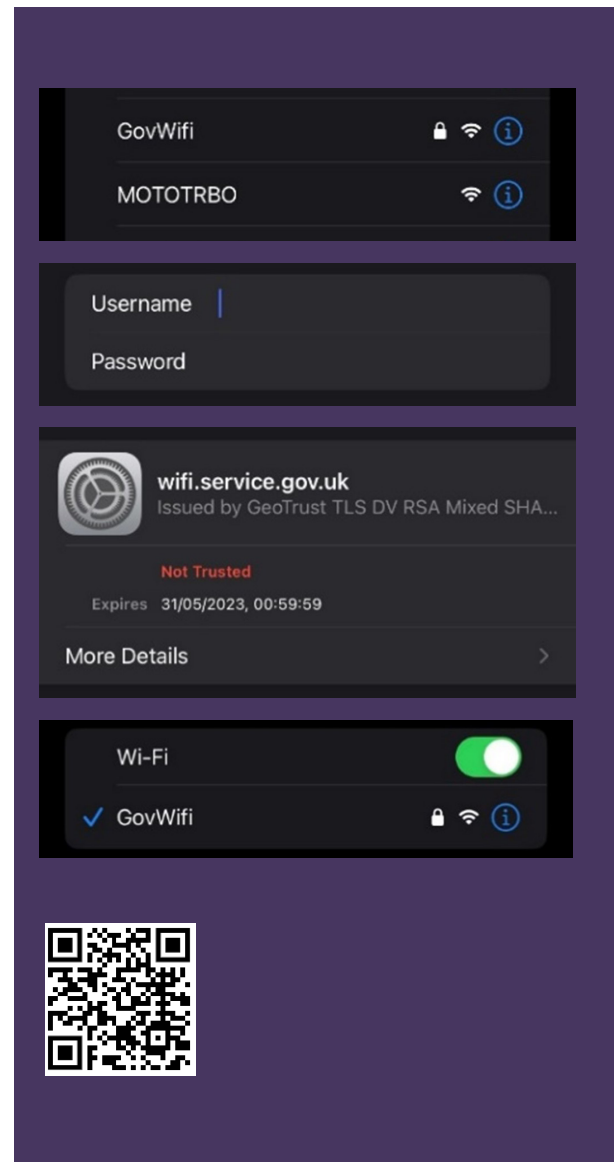 GovWifi
MOTOTRBO
Username
Password
wifi.service.gov.uk
Issued by GeoTrust TLS DV RSA Mixed SHA...
Not Trusted
Expires 31/05/2023, 00:59:59
More Details
Wi-Fi
GovWifi